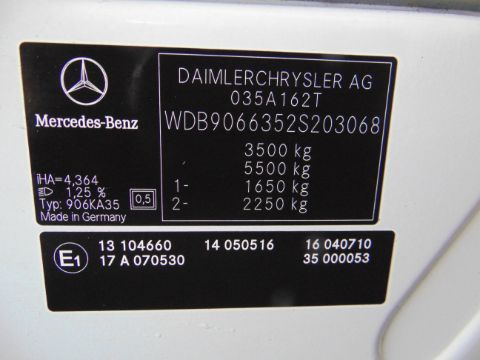 DAIMLERCHRYSLER AG
035A162T
Mercedes-Benz
WDB9066352S203068
3500 kg
5500 kg
1- 1650 kg
2- 2250 kg
iHA=4,364
1,25 %
Typ: 906KA35
0,5
Made in Germany
E1
13 104660 14 050516 16 040710
17 A 070530 35 000053